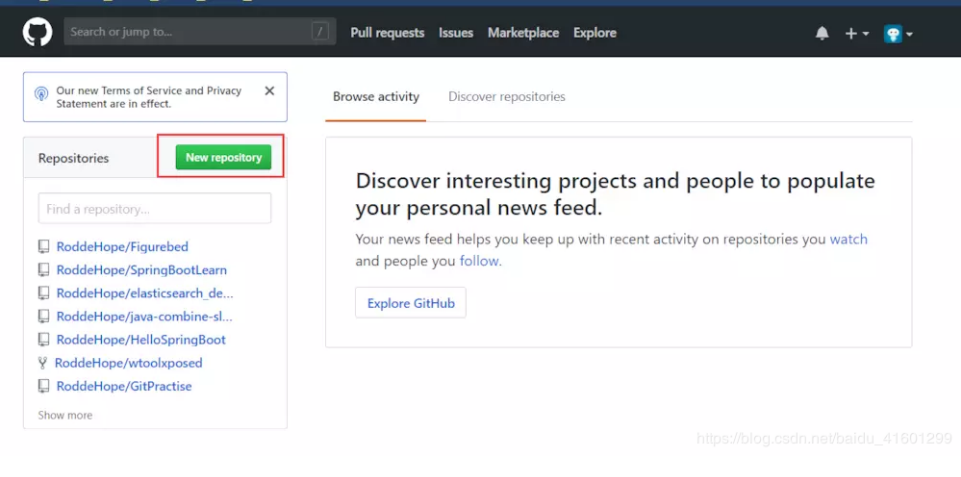 Search or jump to...
/
Pull requests
Issues
Marketplace
Explore
Our new Terms of Service and Privacy
Statement are in effect.
Repositories
New repository
Find a repository...
RoddeHope/Figurebed
RoddeHope/SpringBootLearn
RoddeHope/elasticsearch_de...
RoddeHope/java-combine-sl...
RoddeHope/HelloSpringBoot
RoddeHope/wtoolxposed
RoddeHope/GitPractise
Show more
Browse activity
Discover repositories
Discover interesting projects and people to populate
your personal news feed.
Your news feed helps you keep up with recent activity on repositories you watch
and people you follow.
Explore GitHub
https://blog.csdn.net/baidu_41601299